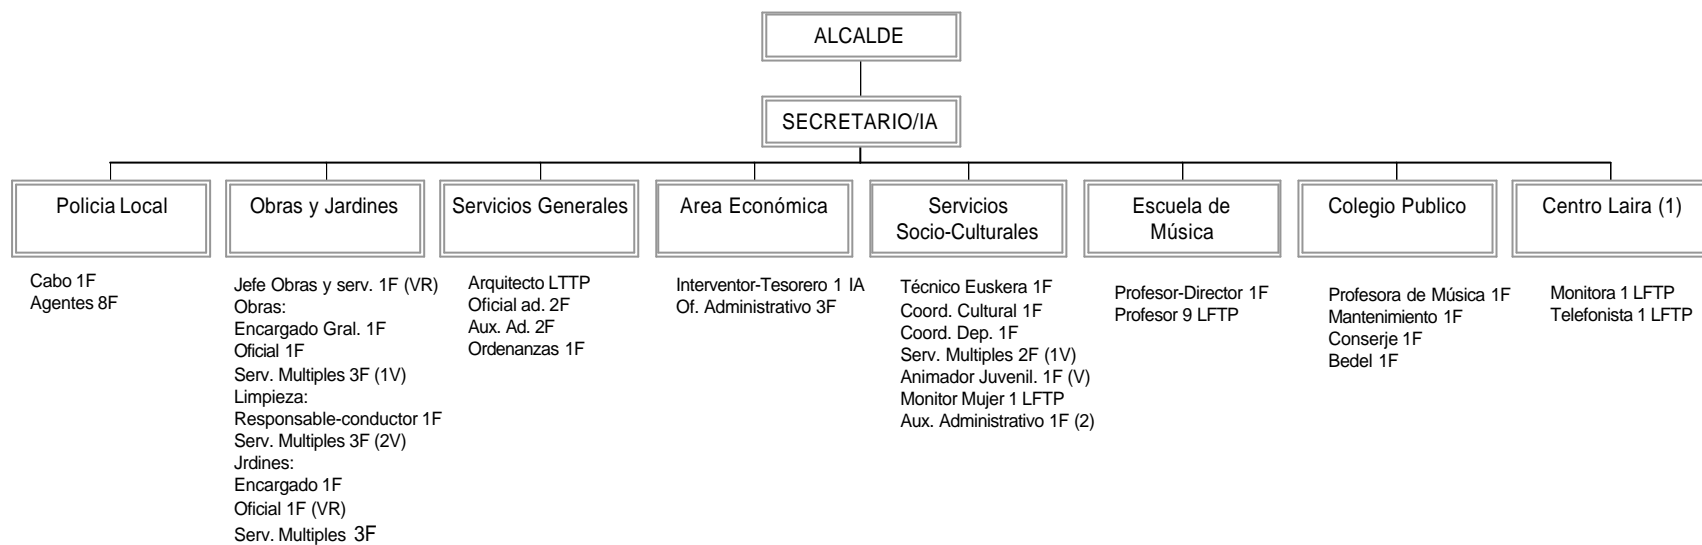 ALCALDE
SECRETARIO/IA
Policia Local
Obras y Jardines
Servicios Generales
Area Económica
Servicios
Socio-Culturales
Escuela de
Música
Colegio Publico
Centro Laira (1)
Cabo 1F
Agentes 8F
Jefe Obras y serv. 1F (VR)
Obras:
Encargado Gral. 1F
Oficial 1F
Serv. Multiples 3F (1V)
Limpieza:
Responsable-conductor 1F
Serv. Multiples 3F (2V)
Jrdines:
Encargado 1F
Oficial 1F (VR)
Serv. Multiples 3F
Arquitecto LTTP
Oficial ad. 2F
Aux. Ad. 2F
Ordenanzas 1F
Interventor-Tesorero 1 IA
Of. Administrativo 3F
Técnico Euskera 1F
Coord. Cultural 1F
Coord. Dep. 1F
Serv. Multiples 2F (1V)
Animador Juvenil. 1F (V)
Monitor Mujer 1 LFTP
Aux. Administrativo 1F (2)
Profesor-Director 1F
Profesor 9 LFTP
Profesora de Música 1F
Mantenimiento 1F
Conserje 1F
Bedel 1F
Monitora 1 LFTP
Telefonista 1 LFTP